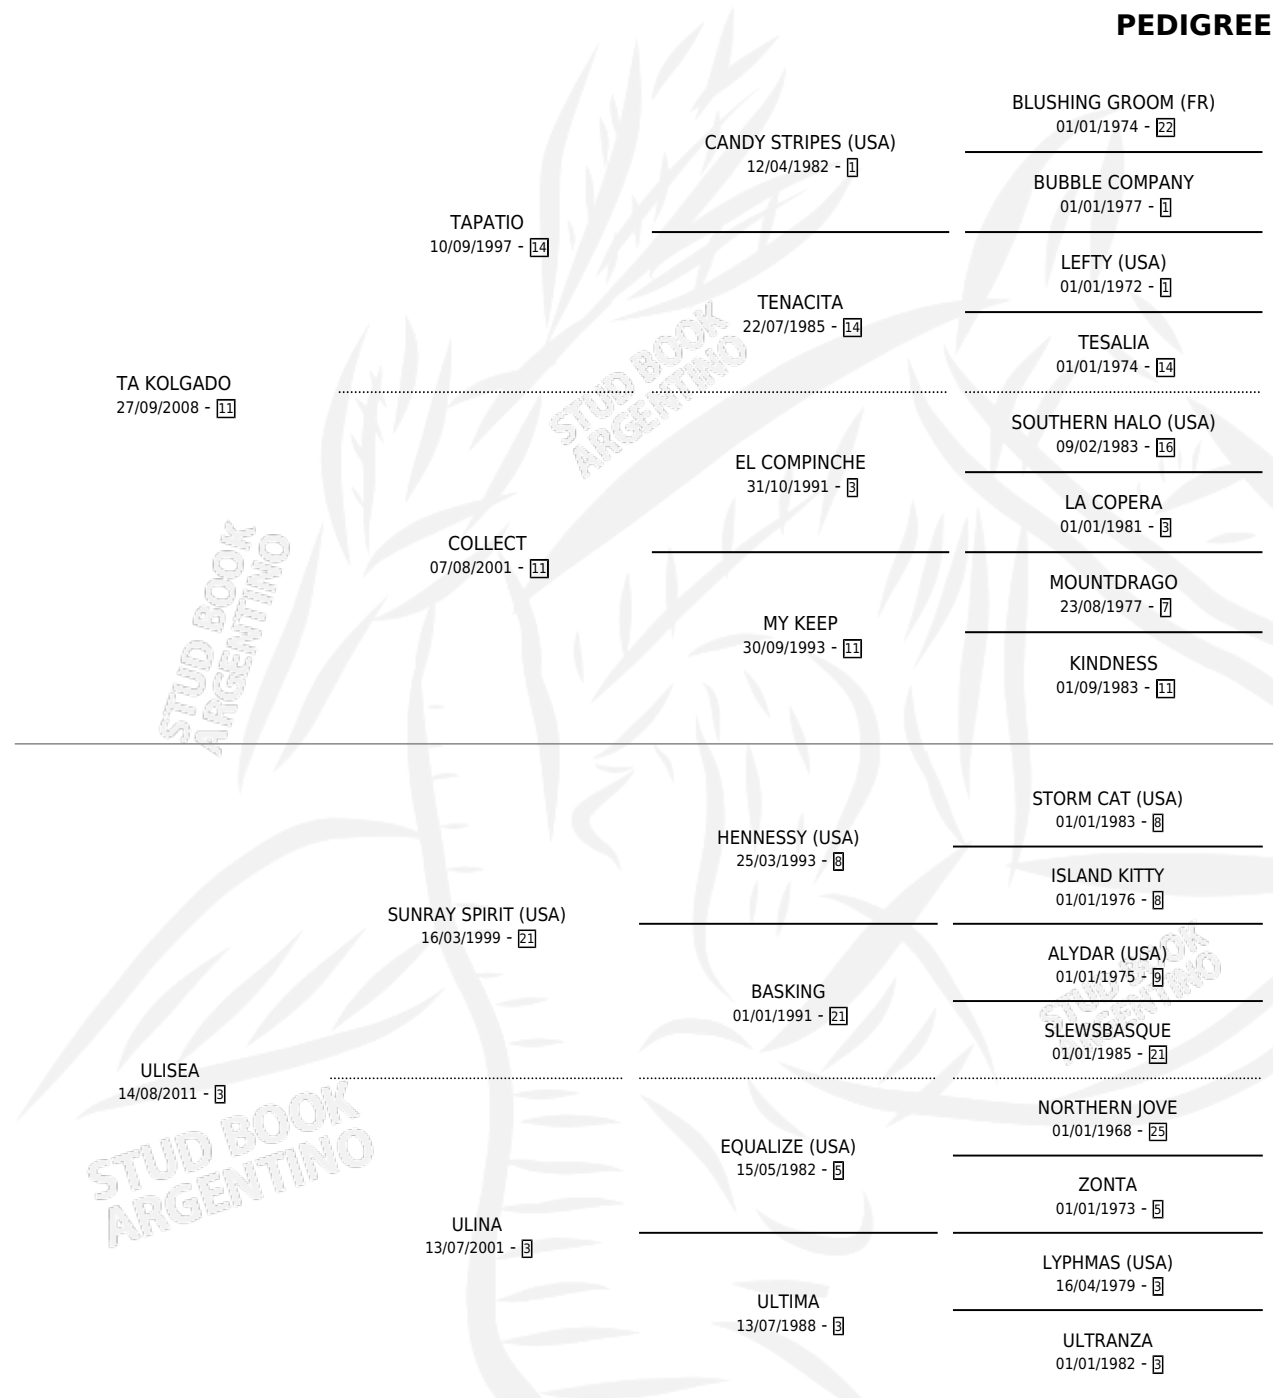 PEDIGREE
BLUSHING GROOM (FR)
01/01/1974 - 22
CANDY STRIPES (USA)
12/04/1982 - 1
BUBBLE COMPANY
01/01/1977 - 1
TAPATIO
10/09/1997 - 14
LEFTY (USA)
01/01/1972 - 1
TENACITA
22/07/1985 - 14
TESALIA
01/01/1974 - 14
TA KOLGADO
27/09/2008 - 11
SOUTHERN HALO (USA)
09/02/1983 - 16
EL COMPINCHE
31/10/1991 - 3
LA COPERA
01/01/1981 - 3
COLLECT
07/08/2001 - 11
MOUNTDRAGO
23/08/1977 - 7
MY KEEP
30/09/1993 - 11
KINDNESS
01/09/1983 - 11
STORM CAT (USA)
01/01/1983 - 8
HENNESSY (USA)
25/03/1993 - 8
ISLAND KITTY
01/01/1976 - 8
SUNRAY SPIRIT (USA)
16/03/1999 - 21
ALYDAR (USA)
01/01/1975 - 9
BASKING
01/01/1991 - 21
SLEWSBASQUE
01/01/1985 - 21
ULISEA
14/08/2011 - 3
NORTHERN JOVE
01/01/1968 - 25
EQUALIZE (USA)
15/05/1982 - 5
ZONTA
01/01/1973 - 5
ULINA
13/07/2001 - 3
LYPHMAS (USA)
16/04/1979 - 3
ULTIMA
13/07/1988 - 3
ULTRANZA
01/01/1982 - 3
STUD BOOK
ARGENTINO
STUD BOOK
ARGENTINO
STUD BOOK
ARGENTINO
STUD BOOK
ARGENTINO